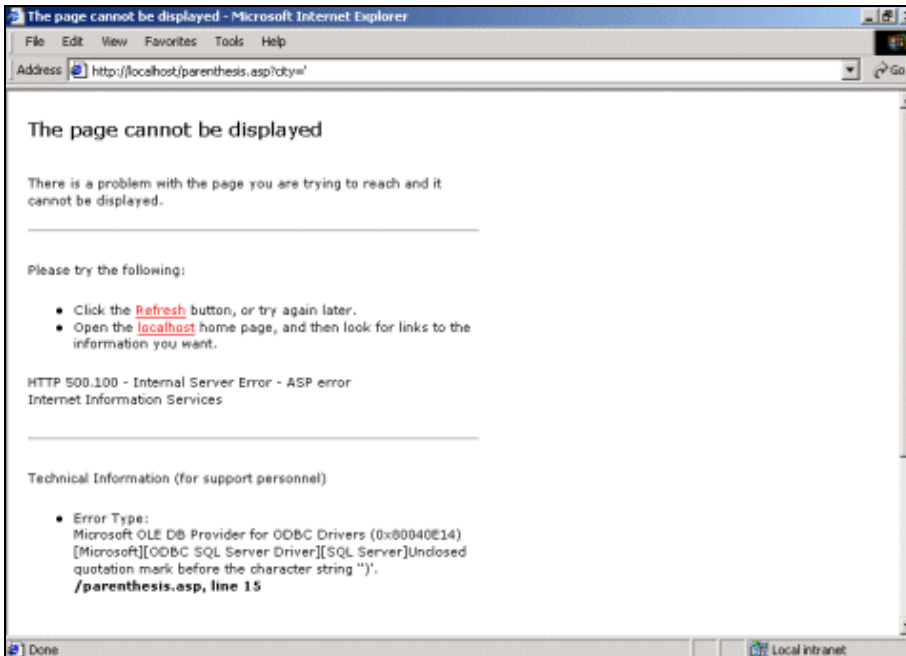 The page cannot be displayed - Microsoft Internet Explorer
File Edit View Favorites Tools Help
Address http://localhost/parenthesis.asp?city=' Go
The page cannot be displayed
There is a problem with the page you are trying to reach and it
cannot be displayed.
Please try the following:
• Click the Refresh button, or try again later.
• Open the localhost home page, and then look for links to the
information you want.
HTTP 500.100 - Internal Server Error - ASP error
Internet Information Services
Technical Information (for support personnel)
• Error Type:
Microsoft OLE DB Provider for ODBC Drivers (0x80040E14)
[Microsoft][ODBC SQL Server Driver][SQL Server]Unclosed
quotation mark before the character string '')'.
/parenthesis.asp, line 15
Done Local intranet